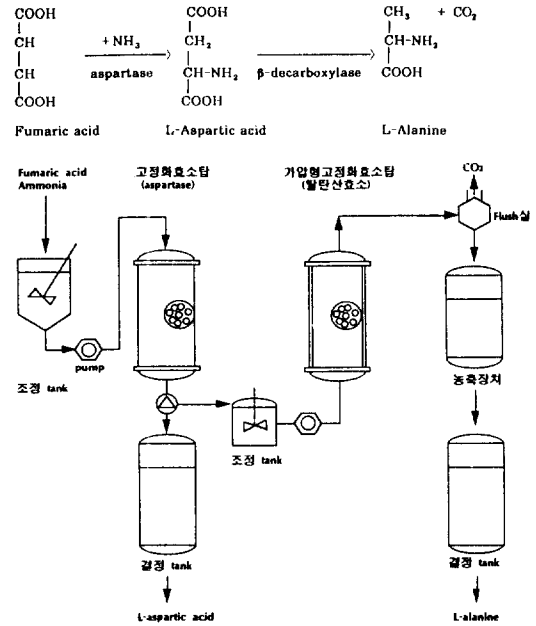 COOH
CH
CH
COOH
Fumaric acid
+ NH₃
aspartase
COOH
CH₂
CH-NH₂
COOH
L-Aspartic acid
β-decarboxylase
CH₃ + CO₂
CH-NH₂
COOH
L-Alanine
Fumaric acid
Ammonia
고정화효소탑
(aspartase)
가압형고정화효소탑
(탈탄산효소)
CO₂
Flush실
pump
조정 tank
농축장치
조정 tank
결정 tank
결정 tank
L-aspartic acid
L-alanine